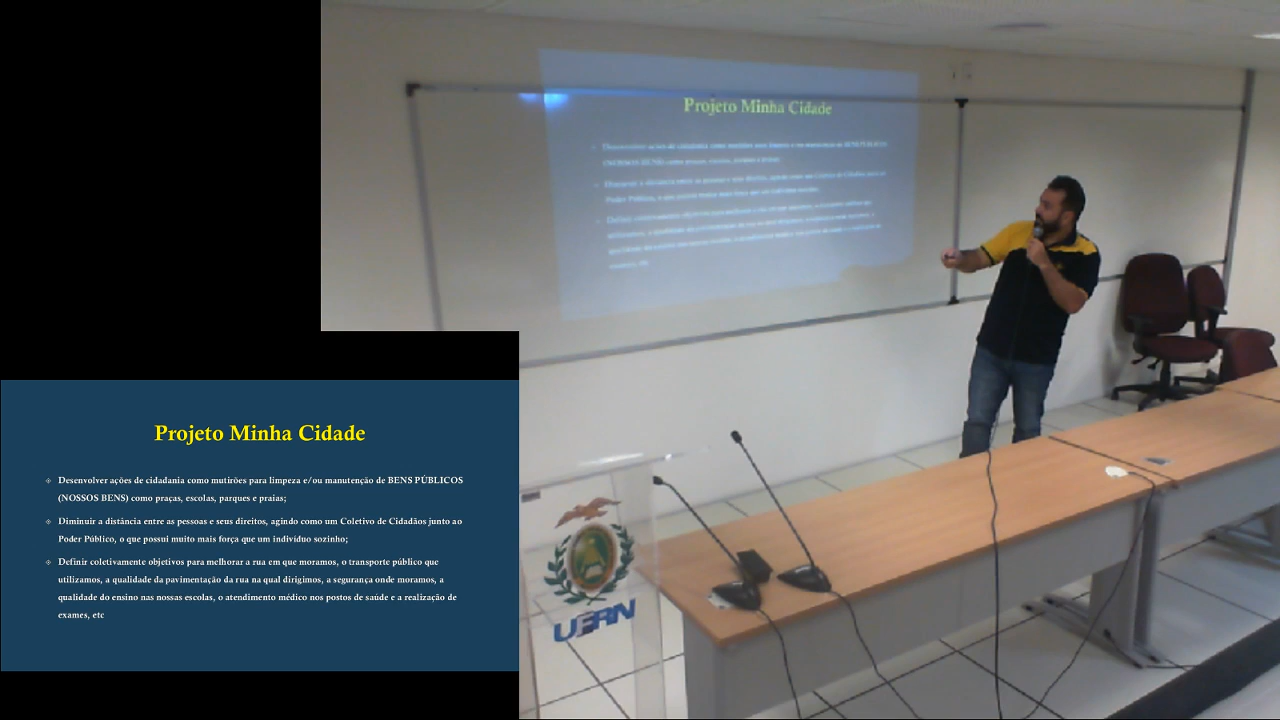 Projeto Minha Cidade
Projeto Minha Cidade
Desenvolver ações de cidadania como mutirões para limpeza e/ou manutenção de BENS PÚBLICOS
(NOSSOS BENS) como praças, escolas, parques e praias;
Diminuir a distância entre as pessoas e seus direitos, agindo como um Coletivo de Cidadãos junto ao
Poder Público, o que possui muito mais força que um indivíduo sozinho;
Definir coletivamente objetivos para melhorar a rua em que moramos, o transporte público que
utilizamos, a qualidade da pavimentação da rua na qual dirigimos, a segurança onde moramos, a
qualidade do ensino nas nossas escolas, o atendimento médico nos postos de saúde e a realização de
exames, etc
UERN